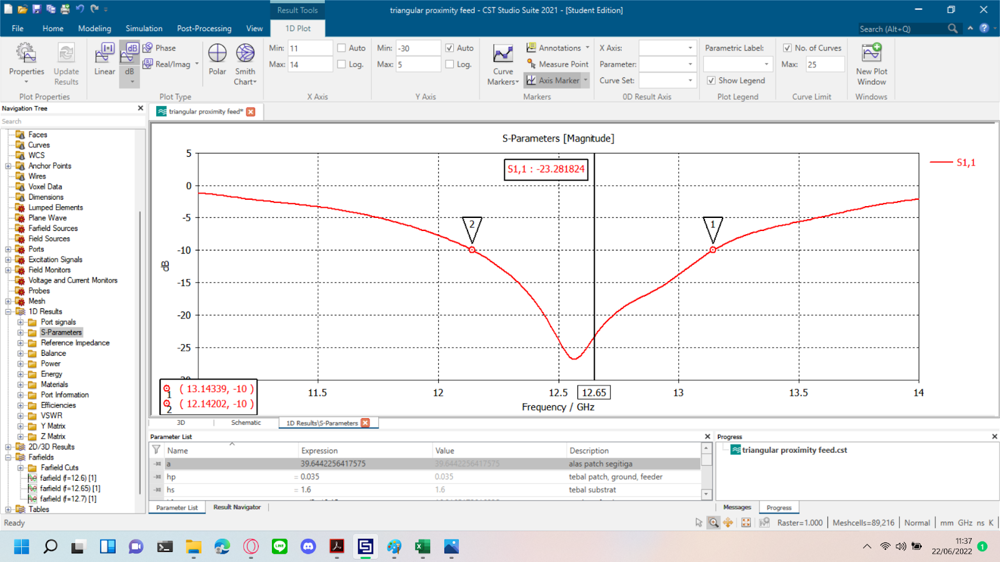 Result Tools
triangular proximity feed - CST Studio Suite 2021 - [Student Edition]
File Home Modeling Simulation Post-Processing View 1D Plot
Search (Alt+Q)
Properties
Update Results
Plot Properties
Linear
dB
Phase
Real/Imag
Polar
Smith Chart
Plot Type
Min: 11 Auto
Max: 14 Log.
X Axis
Min: -30 Auto
Max: 5 Log.
Y Axis
Curve Markers
Annotations
Measure Point
Axis Marker
Markers
X Axis:
Parameter:
Curve Set:
0D Result Axis
Parametric Label:
Show Legend
Plot Legend
No. of Curves
Max: 25
Curve Limit
New Plot Window
Windows
Navigation Tree
Search
Faces
Curves
WCS
Anchor Points
Wires
Voxel Data
Dimensions
Lumped Elements
Plane Wave
Farfield Sources
Field Sources
Ports
Excitation Signals
Field Monitors
Voltage and Current Monitors
Probes
Mesh
1D Results
Port signals
S-Parameters
Reference Impedance
Balance
Power
Energy
Materials
Port Information
Efficiencies
VSWR
Y Matrix
Z Matrix
2D/3D Results
Farfields
Farfield Cuts
farfield (f=12.6) [1]
farfield (f=12.65) [1]
farfield (f=12.7) [1]
Tables
triangular proximity feed*
S-Parameters [Magnitude]
S1,1 : -23.281824
S1,1
5
0
-5
-10
-15
-20
-25
dB
2
1
1 ( 13.14339, -10 )
2 ( 12.14202, -10 )
11.5 12 12.5 12.65 13 13.5 14
Frequency / GHz
3D Schematic 1D Results\S-Parameters
Parameter List
Name Expression Value Description
a 39.6442256417575 39.6442256417575 alas patch segitiga
hp = 0.035 0.035 tebal patch, ground, feeder
hs = 1.6 1.6 tebal substrat
Parameter List Result Navigator
Progress
triangular proximity feed.cst
Messages Progress
Ready
Raster=1.000 Meshcells=89,216 Normal mm GHz ns K
LINE
11:37
22/06/2022
1